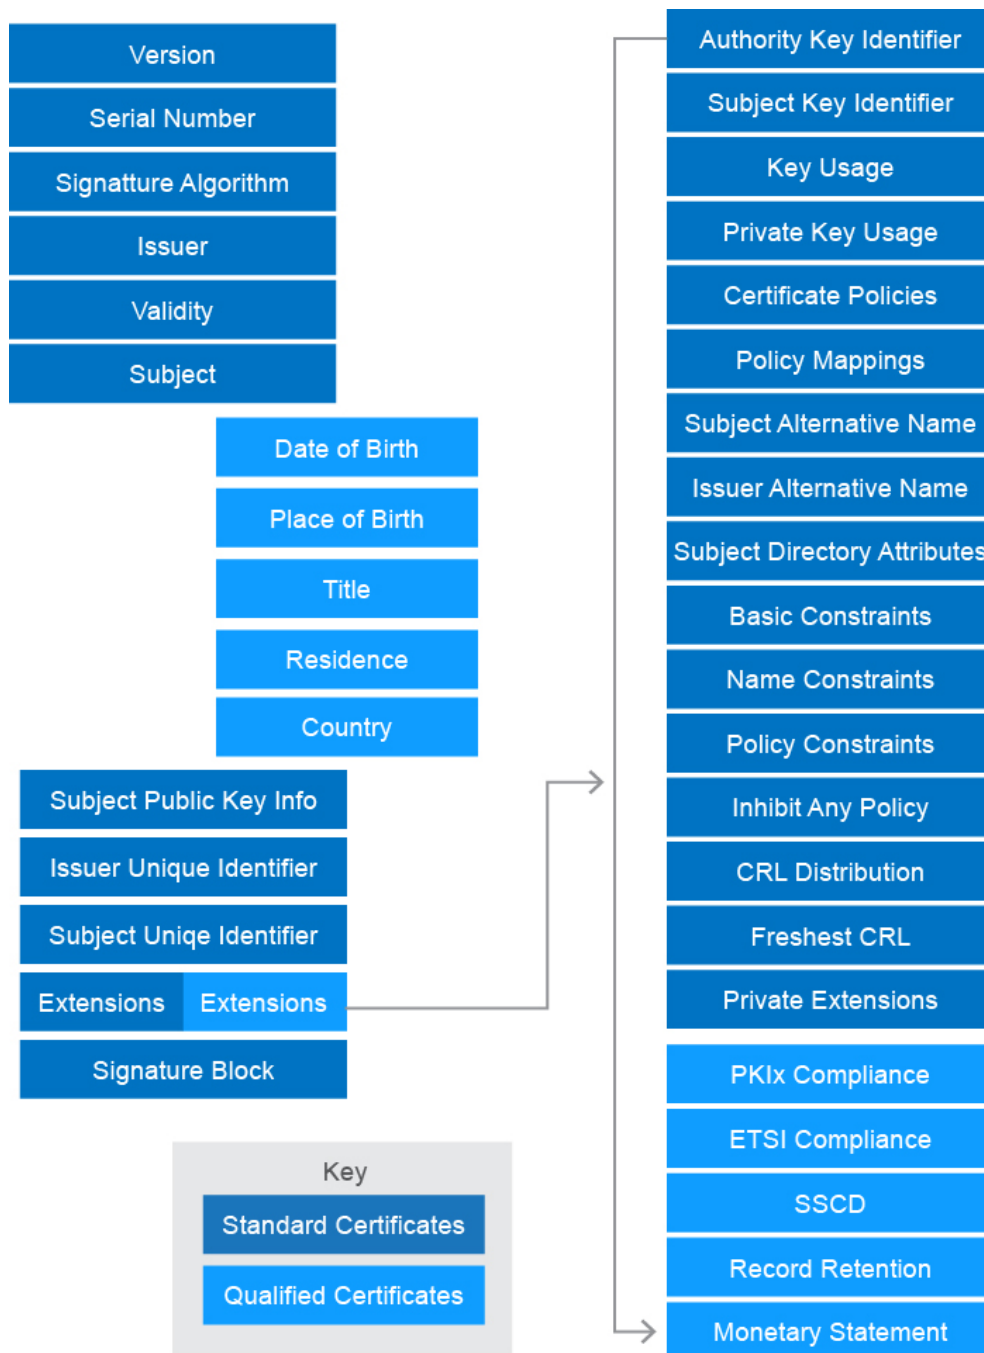 Version
Serial Number
Signatture Algorithm
Issuer
Validity
Subject
Date of Birth
Place of Birth
Title
Residence
Country
Subject Public Key Info
Issuer Unique Identifier
Subject Uniqe Identifier
Extensions Extensions
Signature Block
Key
Standard Certificates
Qualified Certificates
Authority Key Identifier
Subject Key Identifier
Key Usage
Private Key Usage
Certificate Policies
Policy Mappings
Subject Alternative Name
Issuer Alternative Name
Subject Directory Attributes
Basic Constraints
Name Constraints
Policy Constraints
Inhibit Any Policy
CRL Distribution
Freshest CRL
Private Extensions
PKIx Compliance
ETSI Compliance
SSCD
Record Retention
Monetary Statement